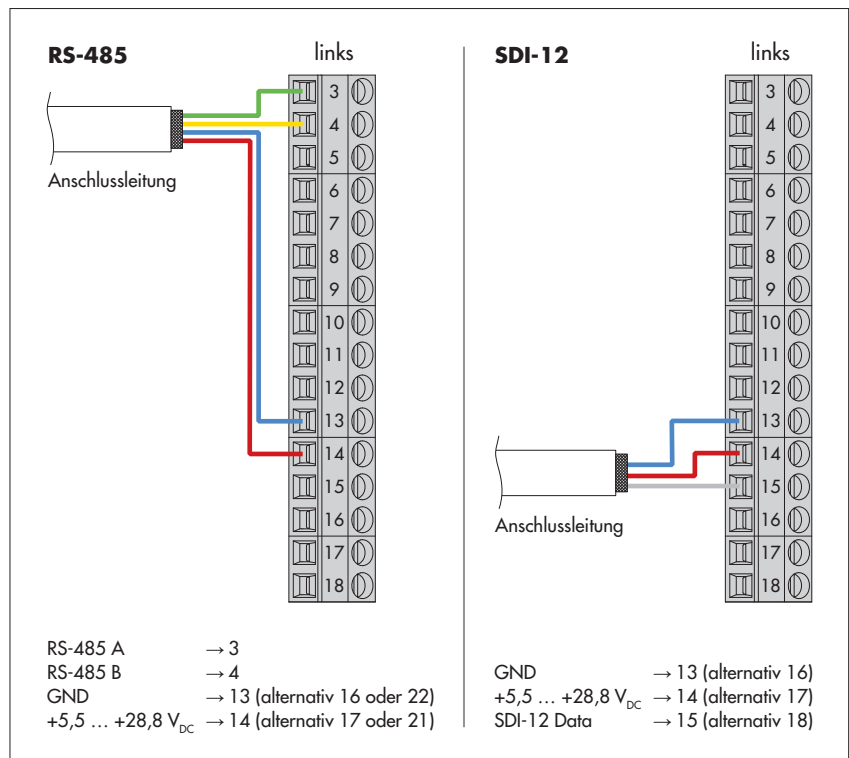 RS-485
links
3
4
5
6
7
8
9
10
11
12
13
14
15
16
17
18
Anschlussleitung
RS-485 A → 3
RS-485 B → 4
GND → 13 (alternativ 16 oder 22)
+5,5 … +28,8 VDC → 14 (alternativ 17 oder 21)
SDI-12
links
3
4
5
6
7
8
9
10
11
12
13
14
15
16
17
18
Anschlussleitung
GND → 13 (alternativ 16)
+5,5 … +28,8 VDC → 14 (alternativ 17)
SDI-12 Data → 15 (alternativ 18)